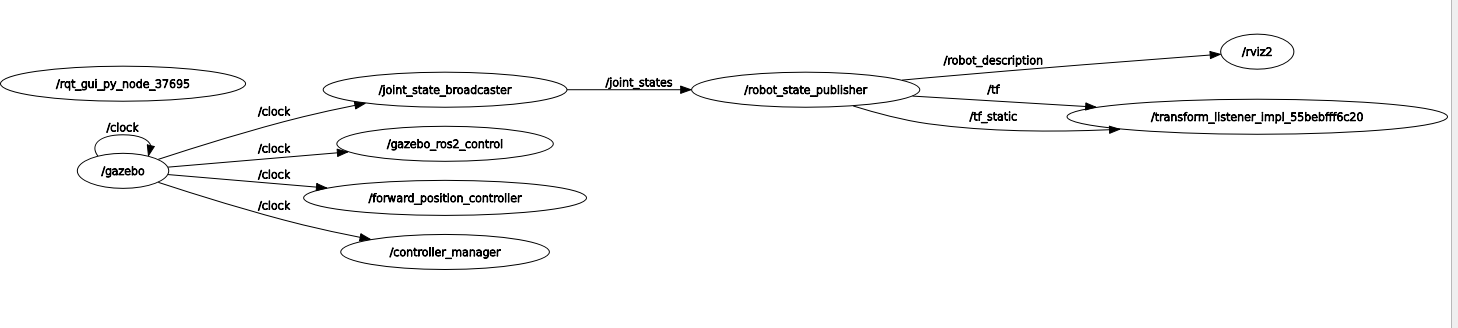 /rqt_gui_py_node_37695
/clock
/gazebo
/clock
/clock
/clock
/clock
/joint_state_broadcaster
/gazebo_ros2_control
/forward_position_controller
/controller_manager
/joint_states
/robot_state_publisher
/robot_description
/tf
/tf_static
/rviz2
/transform_listener_impl_55bebfff6c20